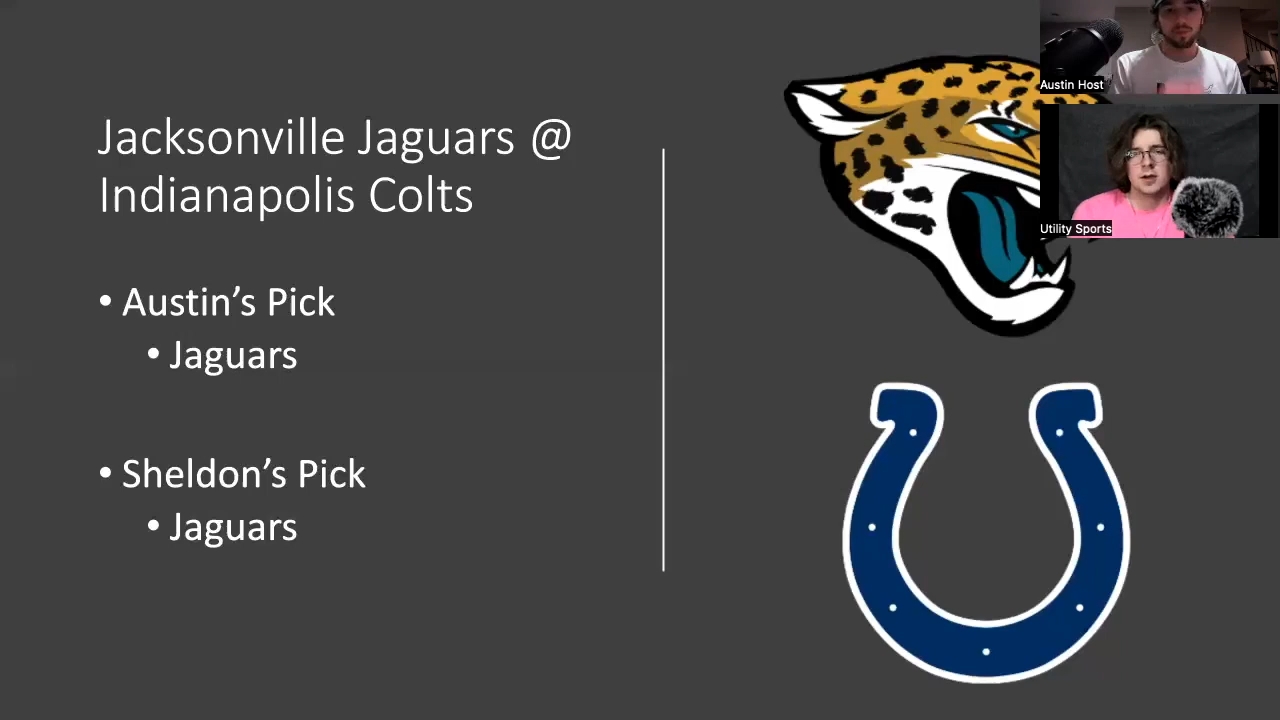 Jacksonville Jaguars @
Indianapolis Colts
• Austin’s Pick
• Jaguars
• Sheldon’s Pick
• Jaguars
Austin Host
Utility Sports